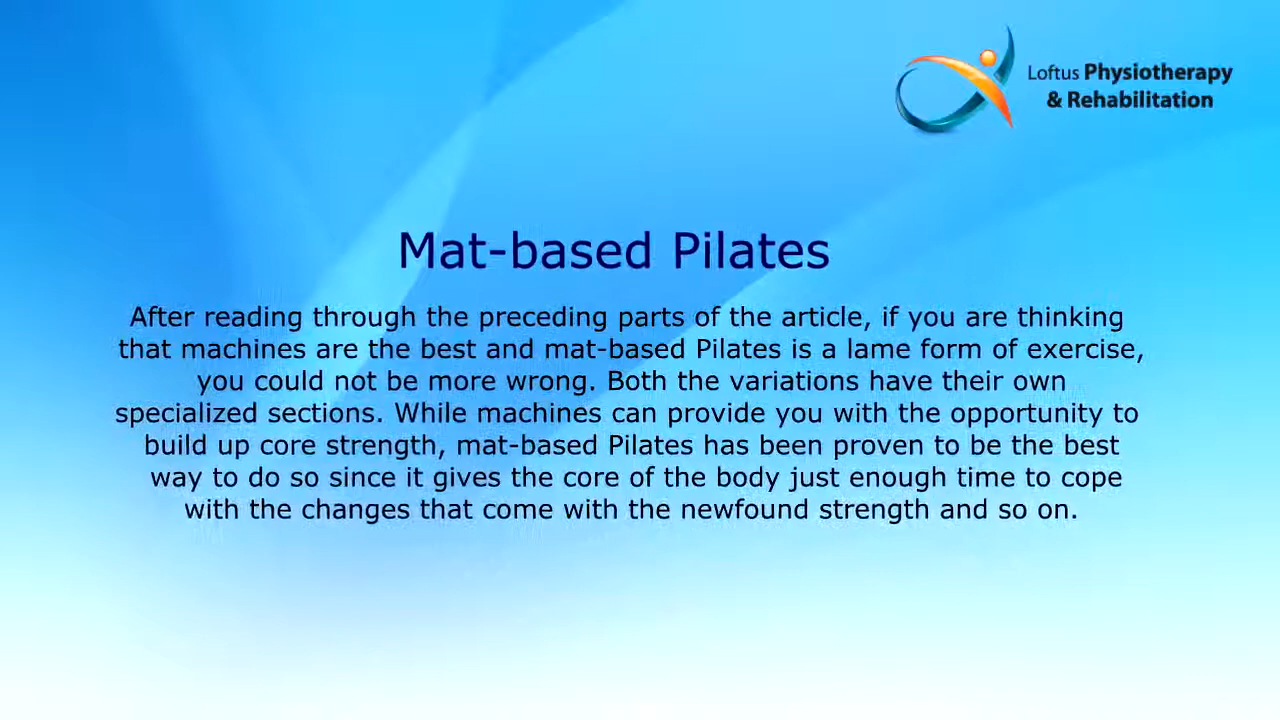 Loftus Physiotherapy
& Rehabilitation
Mat-based Pilates
After reading through the preceding parts of the article, if you are thinking
that machines are the best and mat-based Pilates is a lame form of exercise,
you could not be more wrong. Both the variations have their own
specialized sections. While machines can provide you with the opportunity to
build up core strength, mat-based Pilates has been proven to be the best
way to do so since it gives the core of the body just enough time to cope
with the changes that come with the newfound strength and so on.